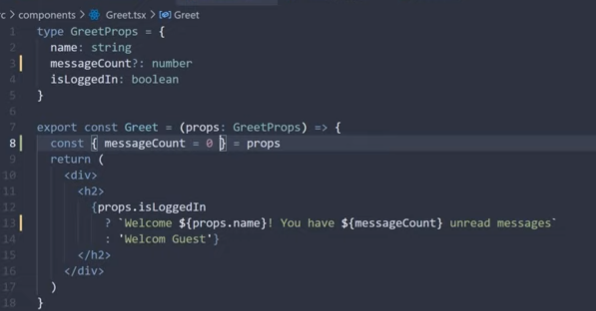 rc > components > Greet.tsx > Greet
1 type GreetProps = {
2   name: string
3   messageCount?: number
4   isLoggedIn: boolean
5 }
6
7 export const Greet = (props: GreetProps) => {
8   const { messageCount = 0 } = props
9   return (
10     <div>
11       <h2>
12         {props.isLoggedIn
13           ? `Welcome ${props.name}! You have ${messageCount} unread messages`
14           : 'Welcom Guest'}
15       </h2>
16     </div>
17   )
18 }